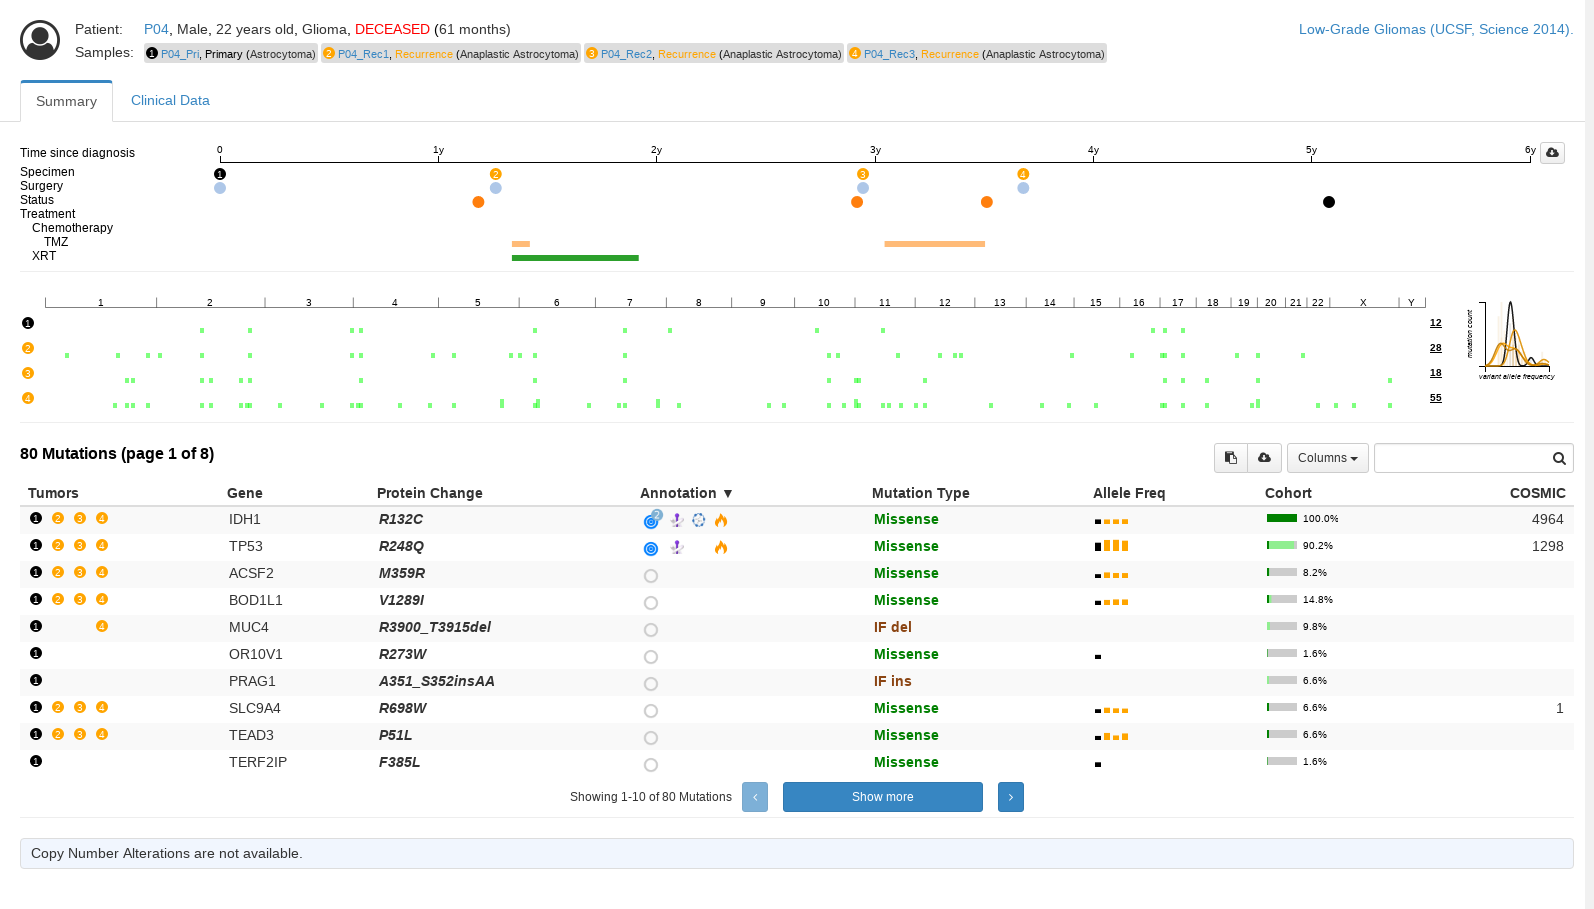 Patient: P04, Male, 22 years old, Glioma, DECEASED (61 months)
Low-Grade Gliomas (UCSF, Science 2014).
Samples: 1 P04_Pri, Primary (Astrocytoma) 2 P04_Rec1, Recurrence (Anaplastic Astrocytoma) 3 P04_Rec2, Recurrence (Anaplastic Astrocytoma) 4 P04_Rec3, Recurrence (Anaplastic Astrocytoma)
Summary Clinical Data
Time since diagnosis 0 1y 2y 3y 4y 5y 6y
Specimen 1 2 3 4
Surgery
Status
Treatment
Chemotherapy
TMZ
XRT
1 2 3 4 5 6 7 8 9 10 11 12 13 14 15 16 17 18 19 20 21 22 X Y
1 12
2 28
3 18
4 55
mutation count
variant allele frequency
80 Mutations (page 1 of 8)
Columns
Tumors Gene Protein Change Annotation ▼ Mutation Type Allele Freq Cohort COSMIC
1 2 3 4 IDH1 R132C 2 Missense 100.0% 4964
1 2 3 4 TP53 R248Q Missense 90.2% 1298
1 2 3 4 ACSF2 M359R Missense 8.2%
1 2 3 4 BOD1L1 V1289I Missense 14.8%
1 4 MUC4 R3900_T3915del IF del 9.8%
1 OR10V1 R273W Missense 1.6%
1 PRAG1 A351_S352insAA IF ins 6.6%
1 2 3 4 SLC9A4 R698W Missense 6.6% 1
1 2 3 4 TEAD3 P51L Missense 6.6%
1 TERF2IP F385L Missense 1.6%
Showing 1-10 of 80 Mutations ‹ Show more ›
Copy Number Alterations are not available.